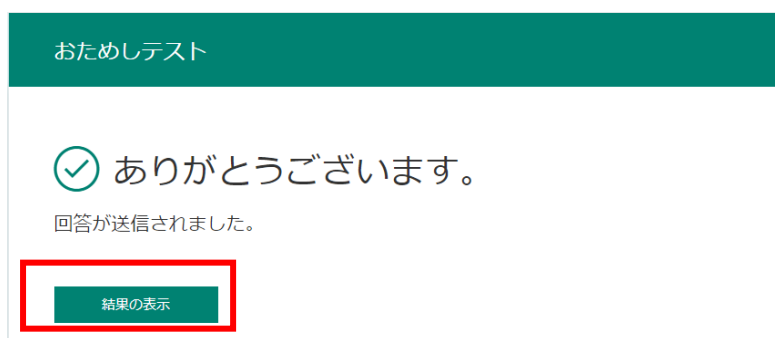 おためしテスト
ありがとうございます。
回答が送信されました。
結果の表示